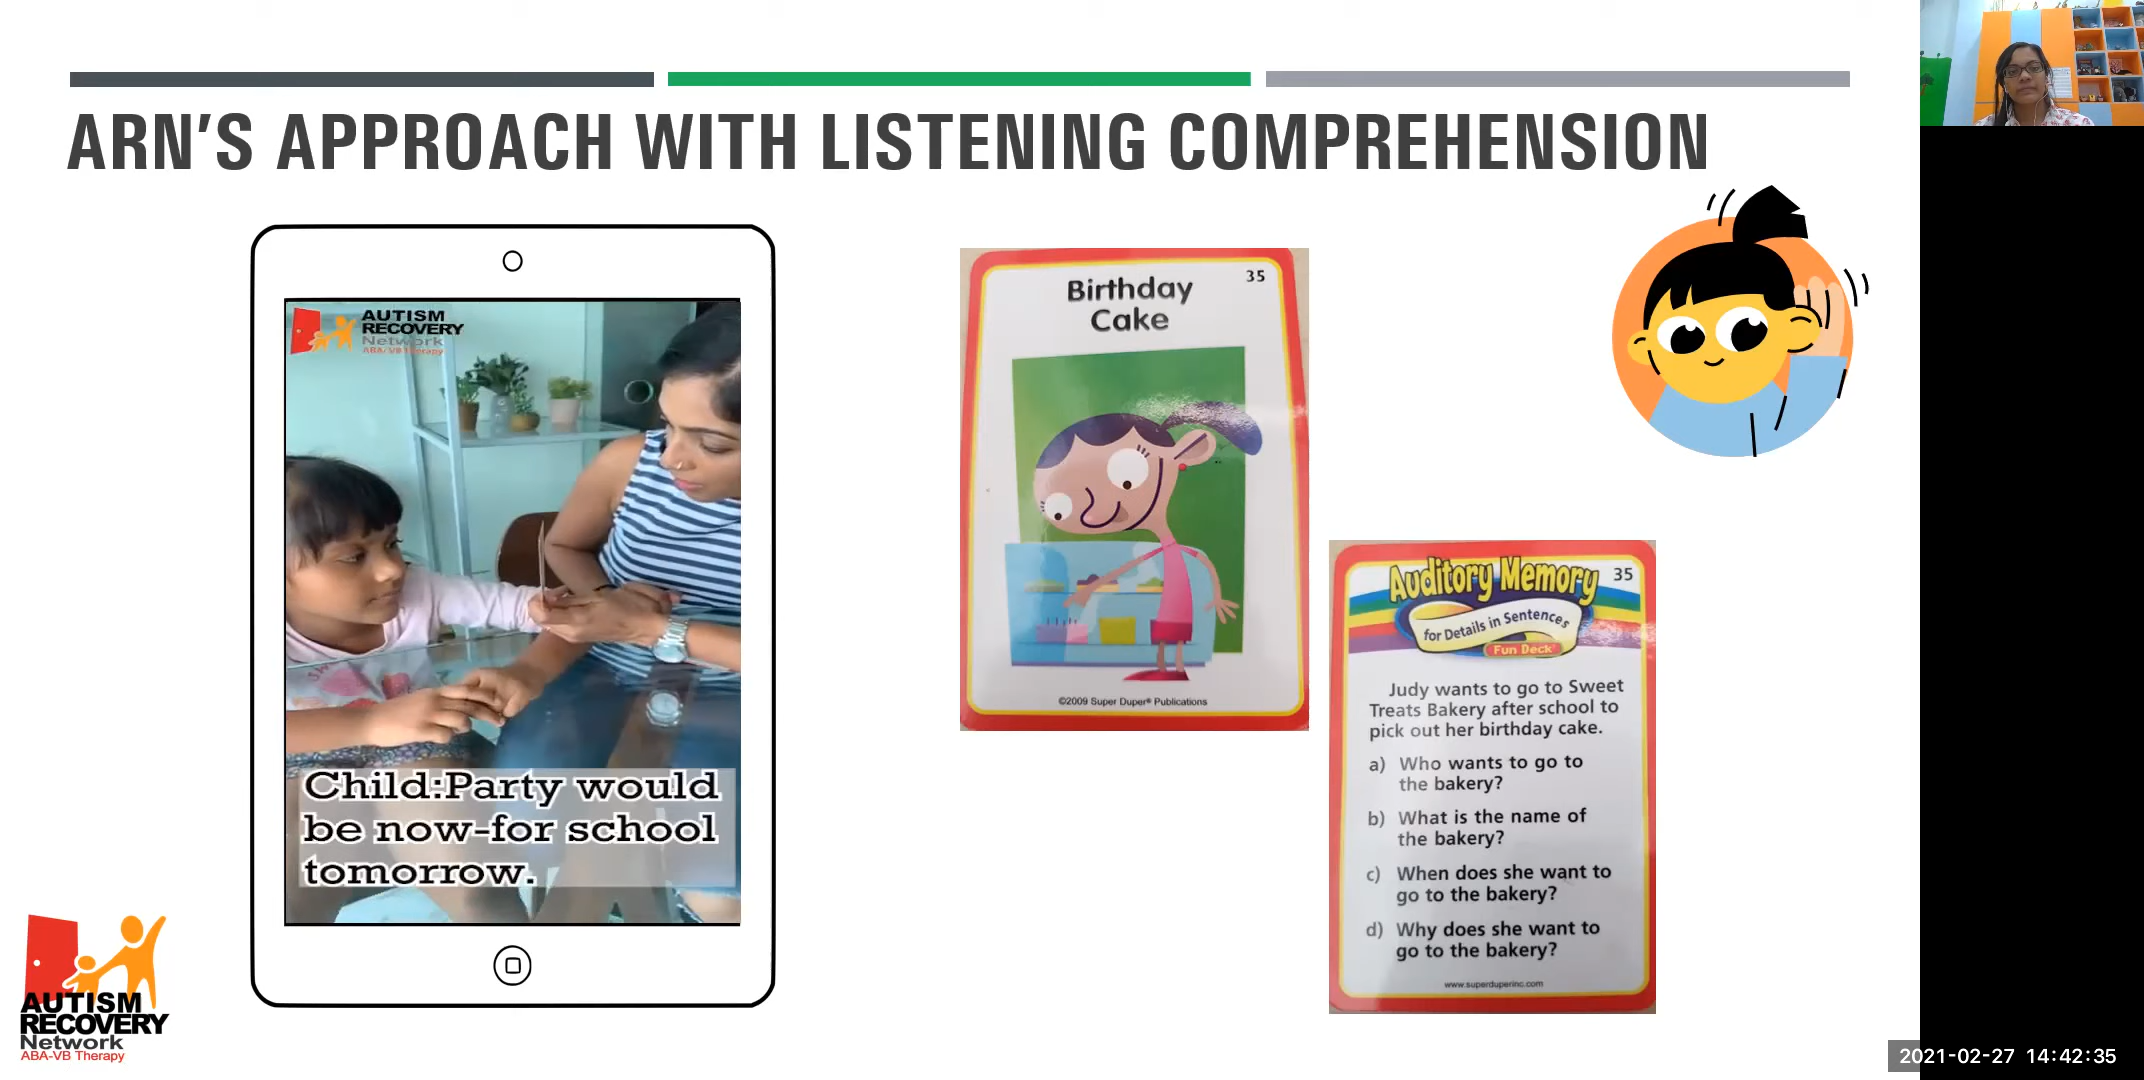 ARN'S APPROACH WITH LISTENING COMPREHENSION
AUTISM
RECOVERY
Network
ABA-VB Therapy
Child:Party would
be now-for school
tomorrow.
35
Birthday
Cake
©2009 Super Duper® Publications
Auditory Memory
35
for Details in Sentences
Fun Deck®
Judy wants to go to Sweet
Treats Bakery after school to
pick out her birthday cake.
a) Who wants to go to
the bakery?
b) What is the name of
the bakery?
c) When does she want to
go to the bakery?
d) Why does she want to
go to the bakery?
www.superduperinc.com
AUTISM
RECOVERY
Network
ABA-VB Therapy
2021-02-27 14:42:35